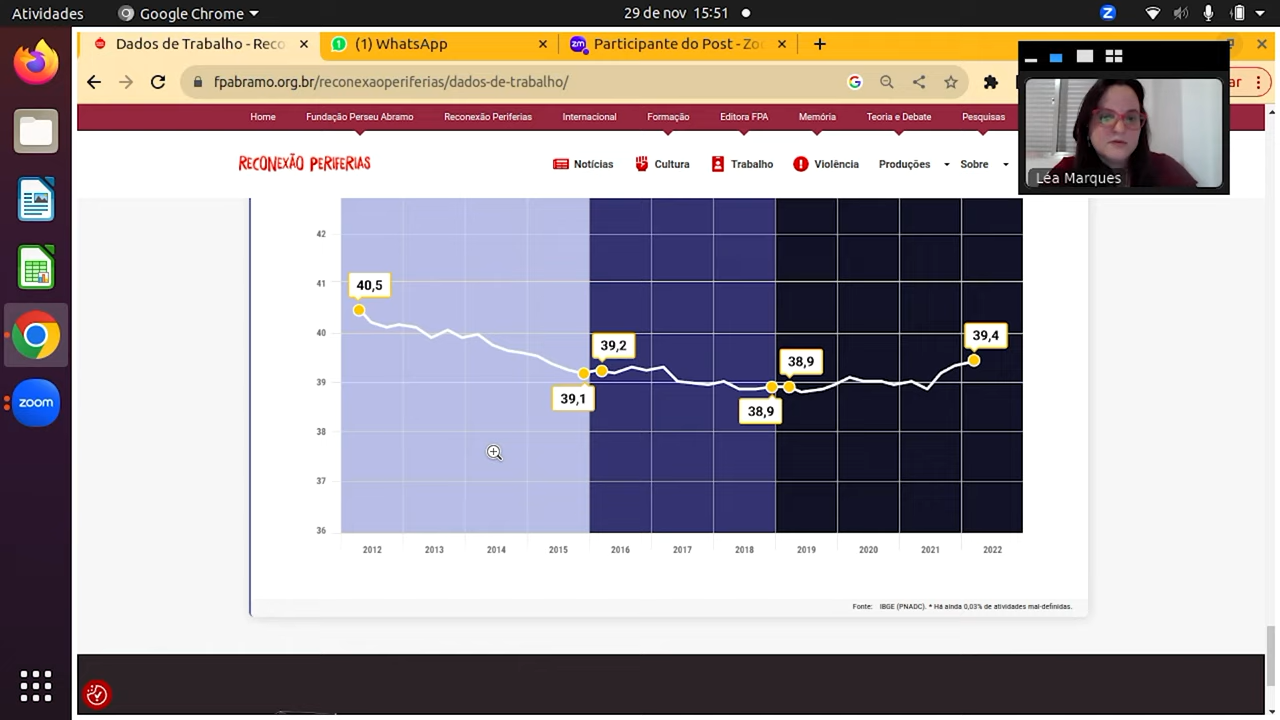 Atividades
Google Chrome
29 de nov 15:51
Z
Dados de Trabalho - Reco
(1) WhatsApp
zm
Participante do Post - Zoo
fpabramo.org.br/reconexaoperiferias/dados-de-trabalho/
ar
Home
Fundação Perseu Abramo
Reconexão Periferias
Internacional
Formação
Editora FPA
Memória
Teoria e Debate
Pesquisas
RECONEXÃO PERIFERIAS
Notícias
Cultura
Trabalho
Violência
Produções
Sobre
Léa Marques
42
41
40
39
38
37
36
40,5
39,1
39,2
38,9
38,9
39,4
zoom
2012
2013
2014
2015
2016
2017
2018
2019
2020
2021
2022
Fonte: IBGE (PNADC). * Há ainda 0,03% de atividades mal-definidas.